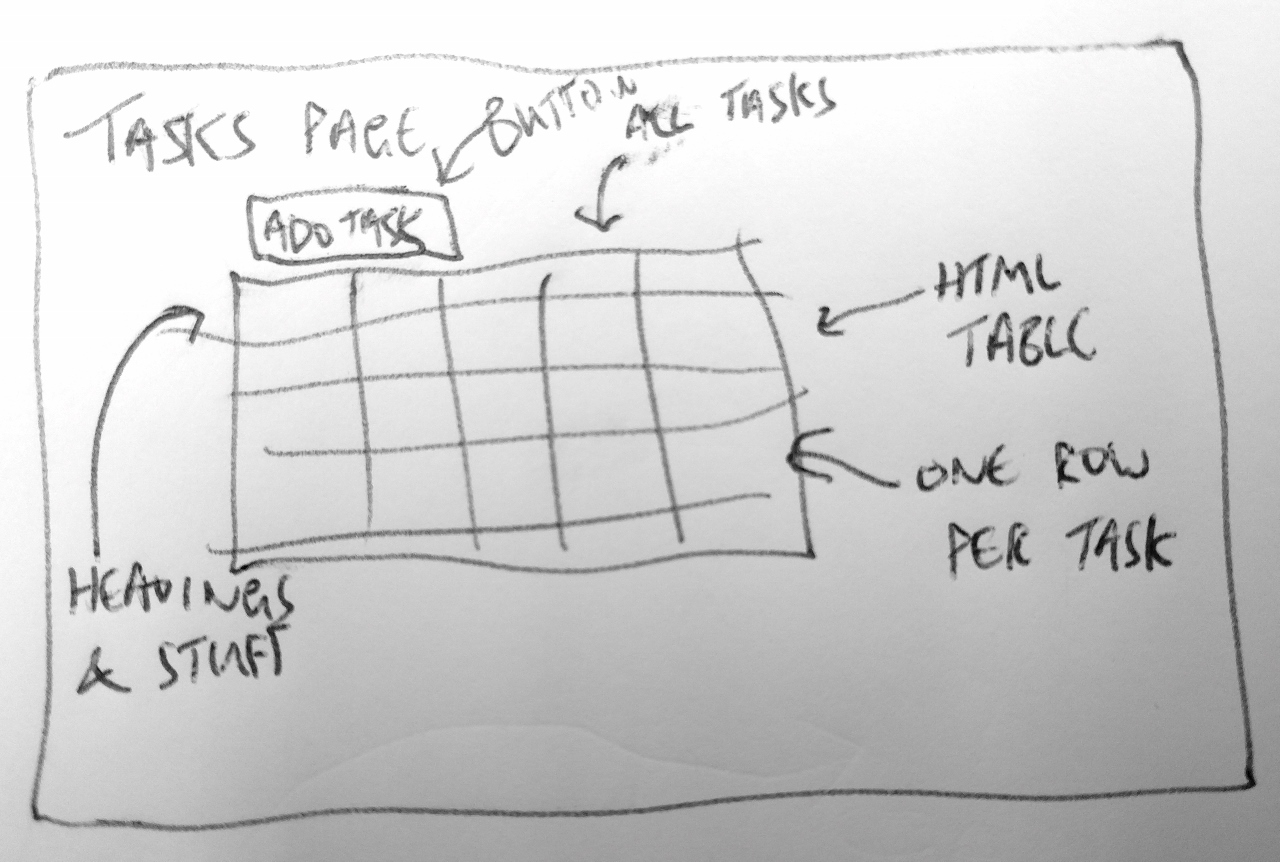 TASKS PAGE
BUTTON
ALL TASKS
ADD TASK
HTML
TABLE
ONE ROW
PER TASK
HEADINGS
& STUFF